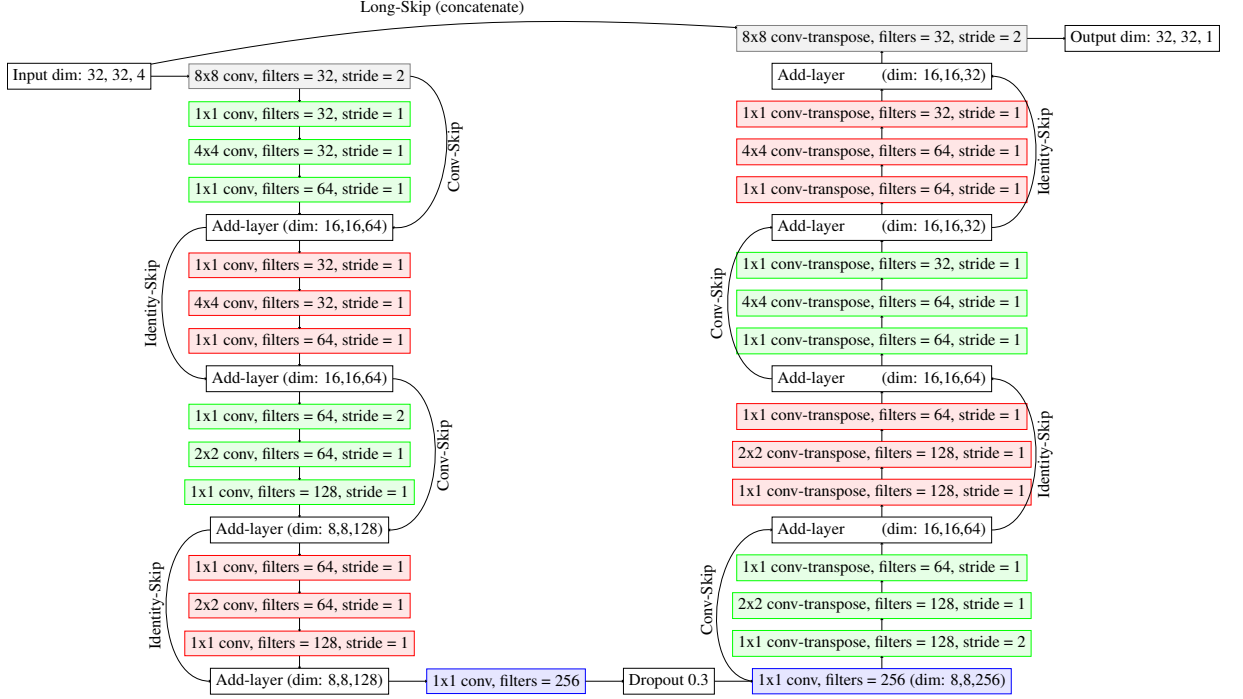 Long-Skip (concatenate)
Input dim: 32, 32, 4
8x8 conv, filters = 32, stride = 2
1x1 conv, filters = 32, stride = 1
4x4 conv, filters = 32, stride = 1
1x1 conv, filters = 64, stride = 1
Conv-Skip
Add-layer (dim: 16,16,64)
1x1 conv, filters = 32, stride = 1
4x4 conv, filters = 32, stride = 1
1x1 conv, filters = 64, stride = 1
Identity-Skip
Add-layer (dim: 16,16,64)
1x1 conv, filters = 64, stride = 2
2x2 conv, filters = 64, stride = 1
1x1 conv, filters = 128, stride = 1
Conv-Skip
Add-layer (dim: 8,8,128)
1x1 conv, filters = 64, stride = 1
2x2 conv, filters = 64, stride = 1
1x1 conv, filters = 128, stride = 1
Identity-Skip
Add-layer (dim: 8,8,128)
1x1 conv, filters = 256
Dropout 0.3
1x1 conv, filters = 256 (dim: 8,8,256)
8x8 conv-transpose, filters = 32, stride = 2
Output dim: 32, 32, 1
Add-layer (dim: 16,16,32)
1x1 conv-transpose, filters = 32, stride = 1
4x4 conv-transpose, filters = 64, stride = 1
1x1 conv-transpose, filters = 64, stride = 1
Identity-Skip
Add-layer (dim: 16,16,32)
1x1 conv-transpose, filters = 32, stride = 1
4x4 conv-transpose, filters = 64, stride = 1
1x1 conv-transpose, filters = 64, stride = 1
Conv-Skip
Add-layer (dim: 16,16,64)
1x1 conv-transpose, filters = 64, stride = 1
2x2 conv-transpose, filters = 128, stride = 1
1x1 conv-transpose, filters = 128, stride = 1
Identity-Skip
Add-layer (dim: 16,16,64)
1x1 conv-transpose, filters = 64, stride = 1
2x2 conv-transpose, filters = 128, stride = 1
1x1 conv-transpose, filters = 128, stride = 2
Conv-Skip